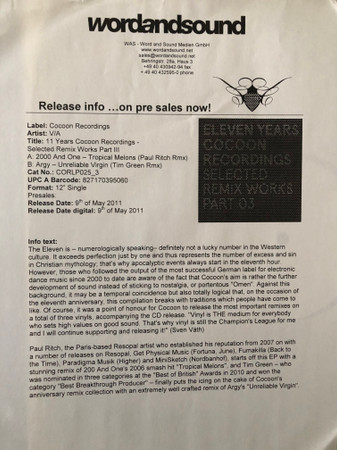 wordandsound
WAS - Word and Sound Medien GmbH
www.wordandsound.net
sales@wordandsound.net
Behringstr. 28a, Haus 3
+49 40 430942-94 fax
+ 49 40 432585-0 phone
Release info …on pre sales now!
Label: Cocoon Recordings
Artist: V/A
Title: 11 Years Cocoon Recordings -
Selected Remix Works Part III
A: 2000 And One – Tropical Melons (Paul Ritch Rmx)
B: Argy – Unreliable Virgin (Tim Green Rmx)
Cat No.: CORLP025_3
UPC A Barcode: 827170395060
Format: 12" Single
Presales:
Release Date: 9th of May 2011
Release Date digital: 9th of May 2011
ELEVEN YEARS
COCOON
RECORDINGS
SELECTED
REMIX WORKS
PART 03
Info text:
The Eleven is – numerologically speaking– definitely not a lucky number in the Western
culture. It exceeds perfection just by one and thus represents the number of excess and sin
in Christian mythology; that's why apocalyptic events always start in the eleventh hour.
However, those who followed the output of the most successful German label for electronic
dance music since 2000 to date are aware of the fact that Cocoon's aim is rather the further
development of sound instead of sticking to nostalgia, or portentous "Omen". Against this
background, it may be a temporal coincidence but also totally logical that, on the occasion of
the eleventh anniversary, this compilation breaks with traditions which people have come to
like. Of course, it was a point of honour for Cocoon to release the most important remixes on
a total of three vinyls, accompanying the CD release. "Vinyl is THE medium for everybody
who sets high values on good sound. That's why vinyl is still the Champion's League for me
and I will continue supporting and releasing it!" (Sven Väth)
Paul Ritch, the Paris-based Resopal artist who established his reputation from 2007 on with
a number of releases on Resopal, Get Physical Music (Fortuna, June), Fumakilla (Back to
the Time), Paradigma Musik (Higher) and MiniSketch (Nordbanhof), starts off this EP with a
stunning remix of 200 And One's 2006 smash hit "Tropical Melons", and Tim Green – who
was nominated in three categories at the "Best of British" Awards in 2010 and won the
category "Best Breakthrough Producer" – finally puts the icing on the cake of Cocoon's
anniversary remix collection with an extremely well crafted remix of Argy's "Unreliable Virgin".